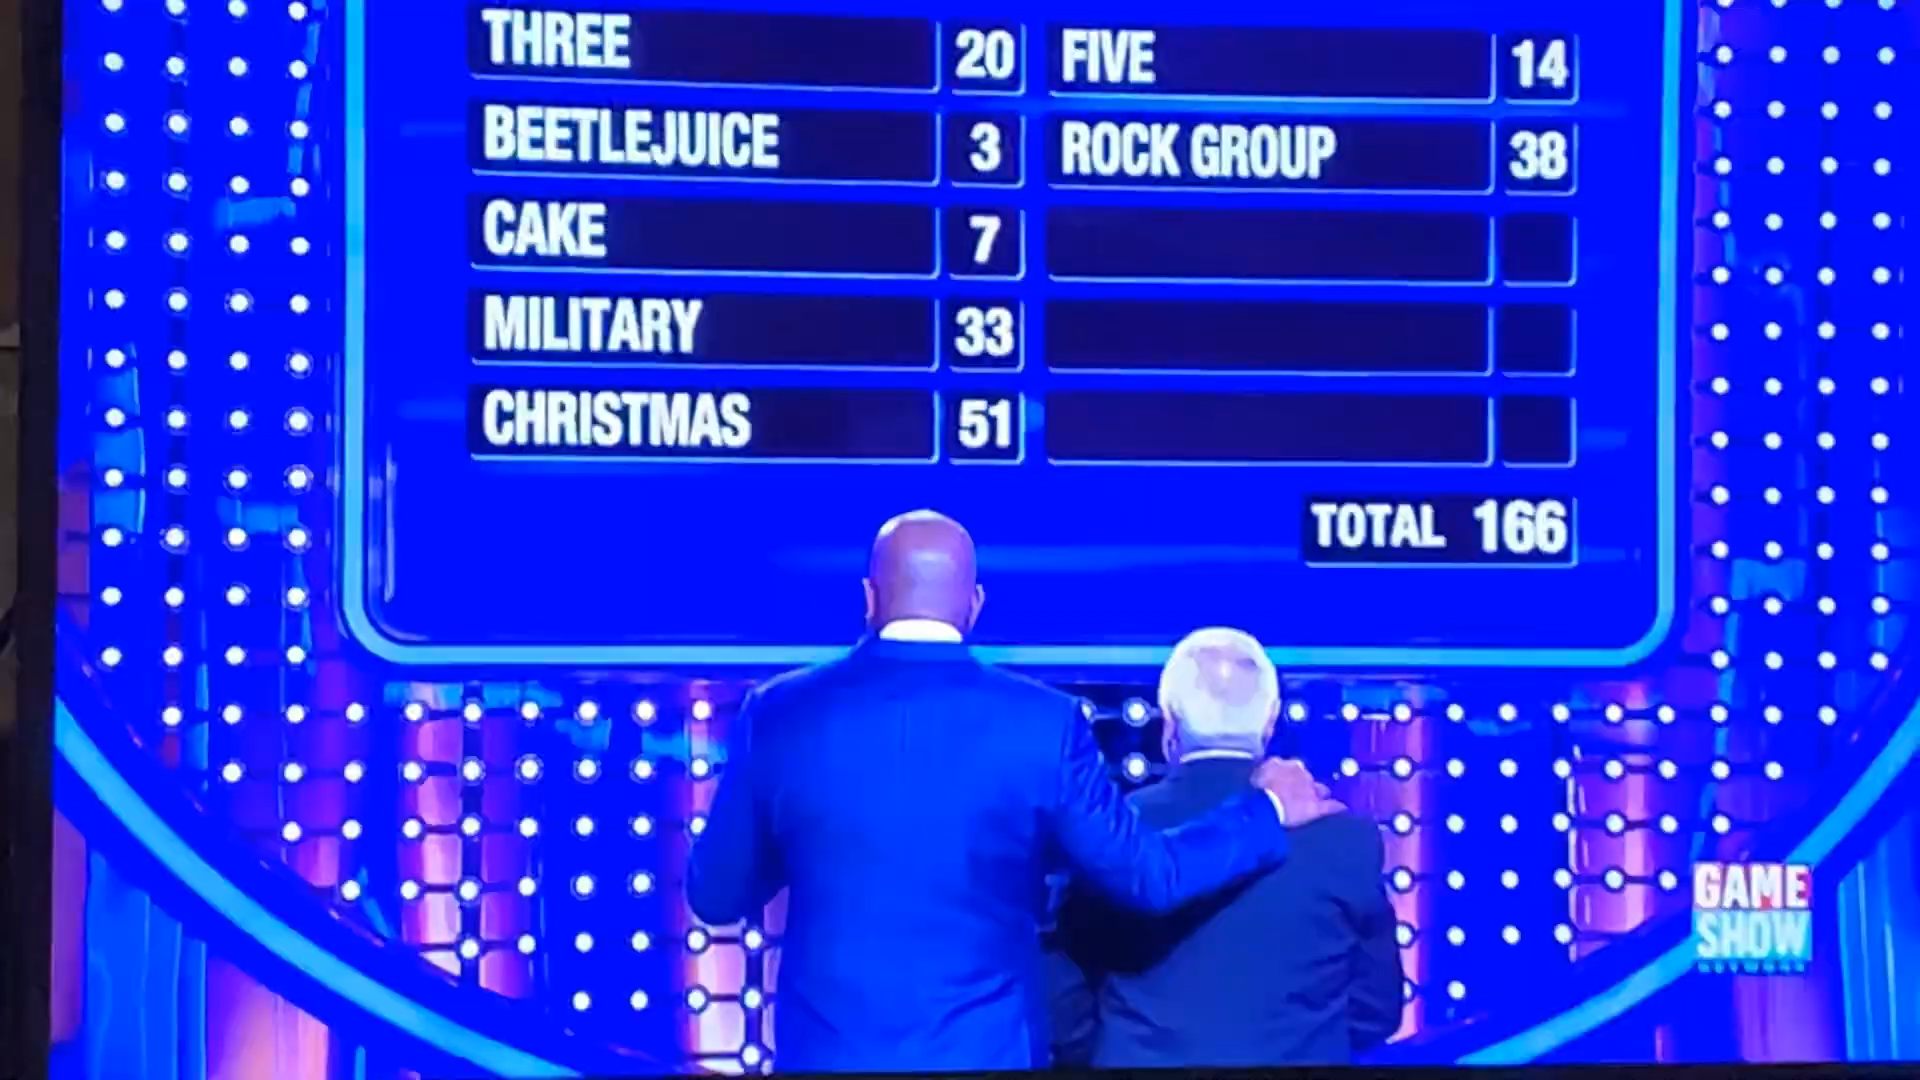 THREE 20 FIVE 14
BEETLEJUICE 3 ROCK GROUP 38
CAKE 7
MILITARY 33
CHRISTMAS 51
TOTAL 166
GAME
SHOW
NETWORK